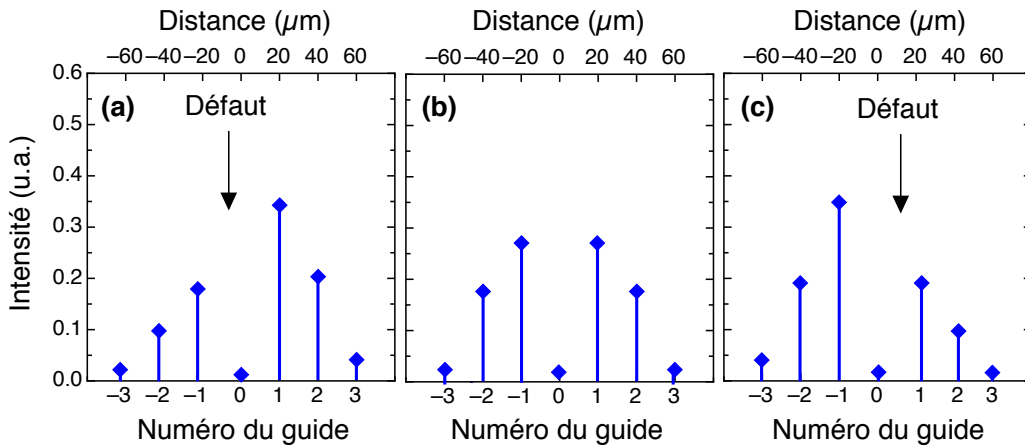 Distance (µm) Distance (µm) Distance (µm)
–60 –40 –20 0 20 40 60 –60 –40 –20 0 20 40 60 –60 –40 –20 0 20 40 60
0.6
(a) Défaut (b) (c) Défaut
0.5
0.4
0.3
0.2
0.1
0.0
Intensité (u.a.)
–3 –2 –1 0 1 2 3 –3 –2 –1 0 1 2 3 –3 –2 –1 0 1 2 3
Numéro du guide Numéro du guide Numéro du guide